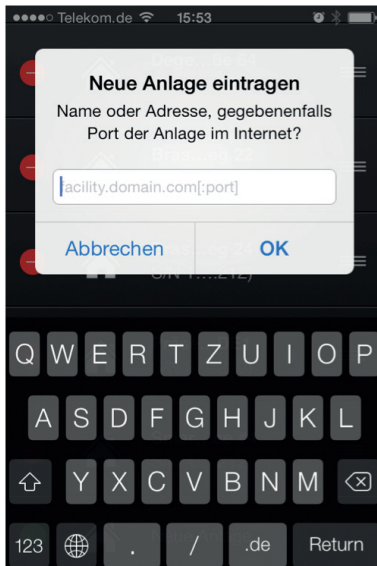 Telekom.de 15:53
Neue Anlage eintragen
Name oder Adresse, gegebenenfalls
Port der Anlage im Internet?
facility.domain.com[:port]
Abbrechen OK
Q W E R T Z U I O P
A S D F G H J K L
Y X C V B N M
123 . / .de Return